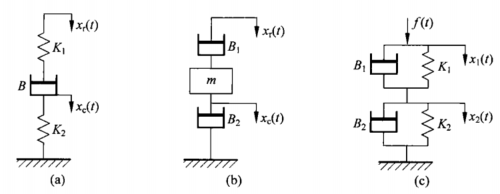 x_r(t)
K_1
B
x_c(t)
K_2
(a)
x_r(t)
B_1
m
B_2
x_c(t)
(b)
f(t)
B_1
K_1
x_1(t)
B_2
K_2
x_2(t)
(c)